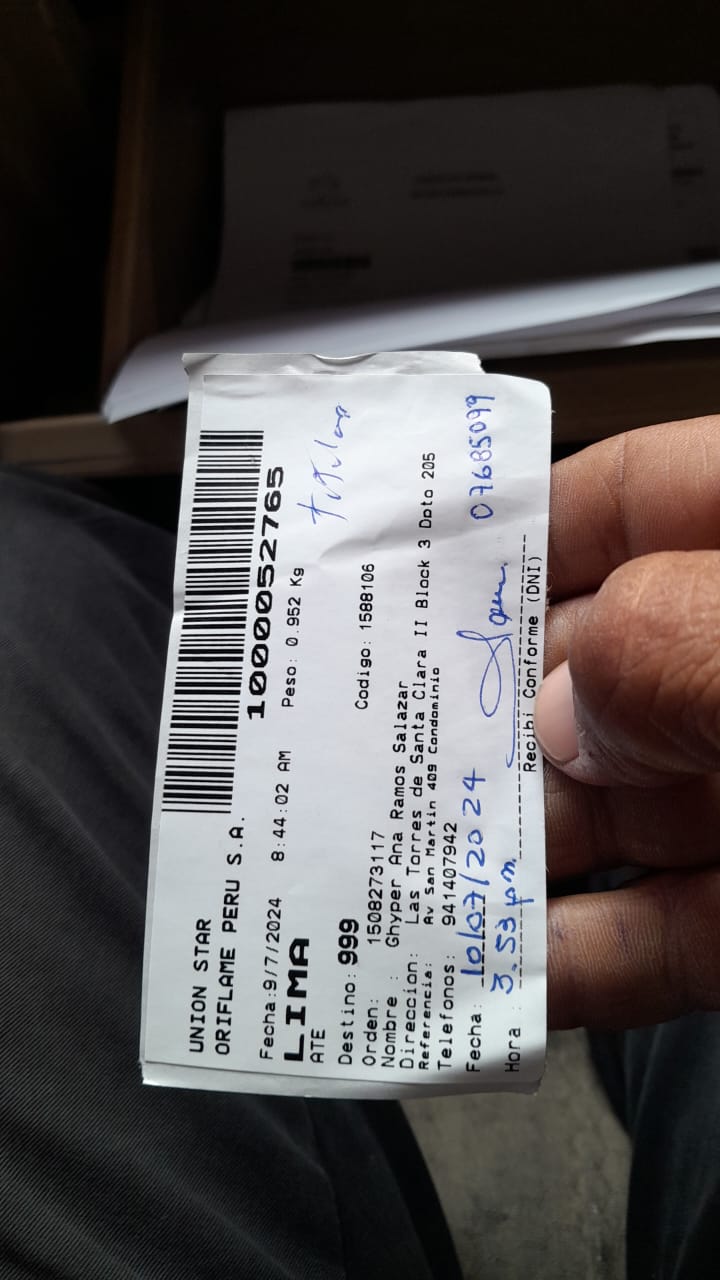 UNION STAR
ORIFLAME PERU S.A.
10000052765
Fecha:9/7/2024 8:44:02 AM Peso: 0.952 Kg
LIMA
ATE
titular
Destino: 999
Orden: 1508273117 Codigo: 1588106
Nombre : Ghyper Ana Ramos Salazar
Direccion: Las Torres de Santa Clara II Block 3 Dpto 205
Referencia: Av San Martin 409 Condominio
Telefonos: 941407942
Fecha: 10/07/2024
07685099
Hora : 3.53 pm
Recibi Conforme (DNI)